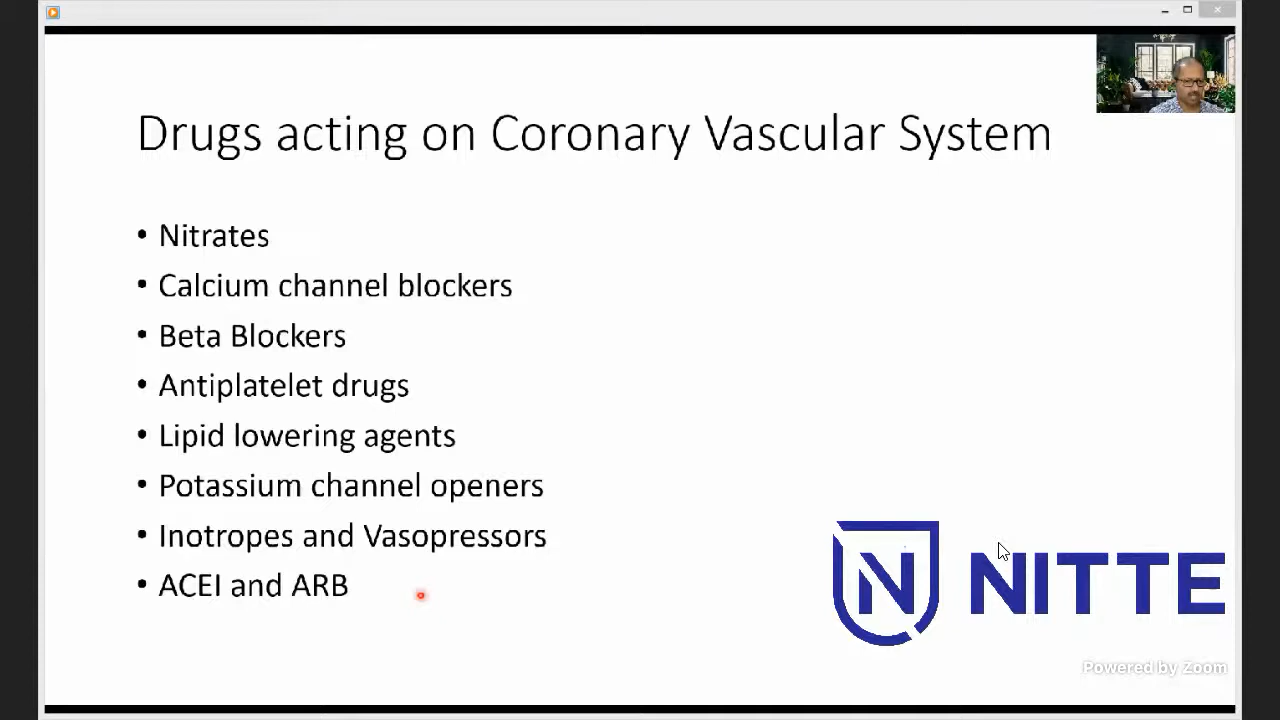 Drugs acting on Coronary Vascular System
• Nitrates
• Calcium channel blockers
• Beta Blockers
• Antiplatelet drugs
• Lipid lowering agents
• Potassium channel openers
• Inotropes and Vasopressors
• ACEI and ARB
N NITTE
Powered by Zoom